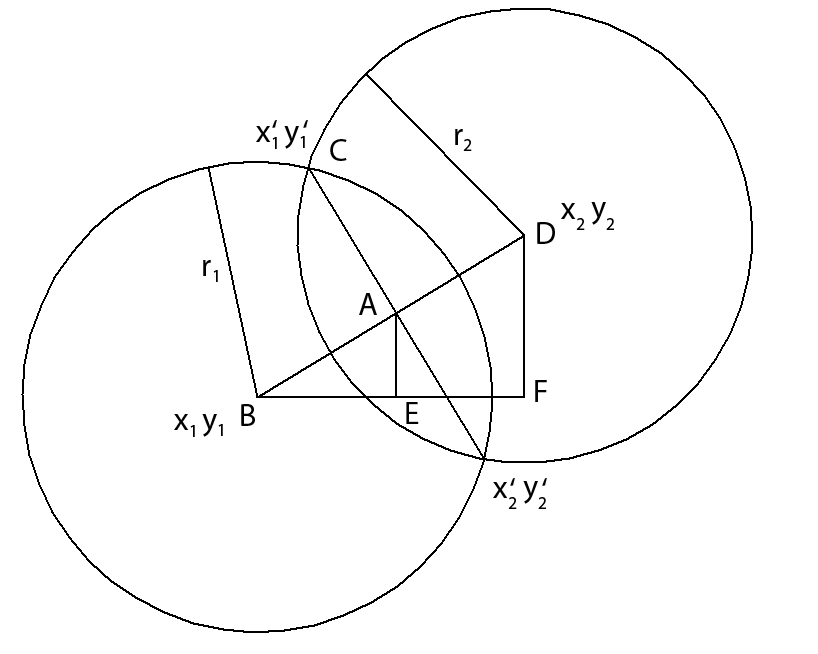 x'₁ y'₁
C
r₂
x₂ y₂
D
r₁
A
F
B
E
x₁ y₁
x'₂ y'₂